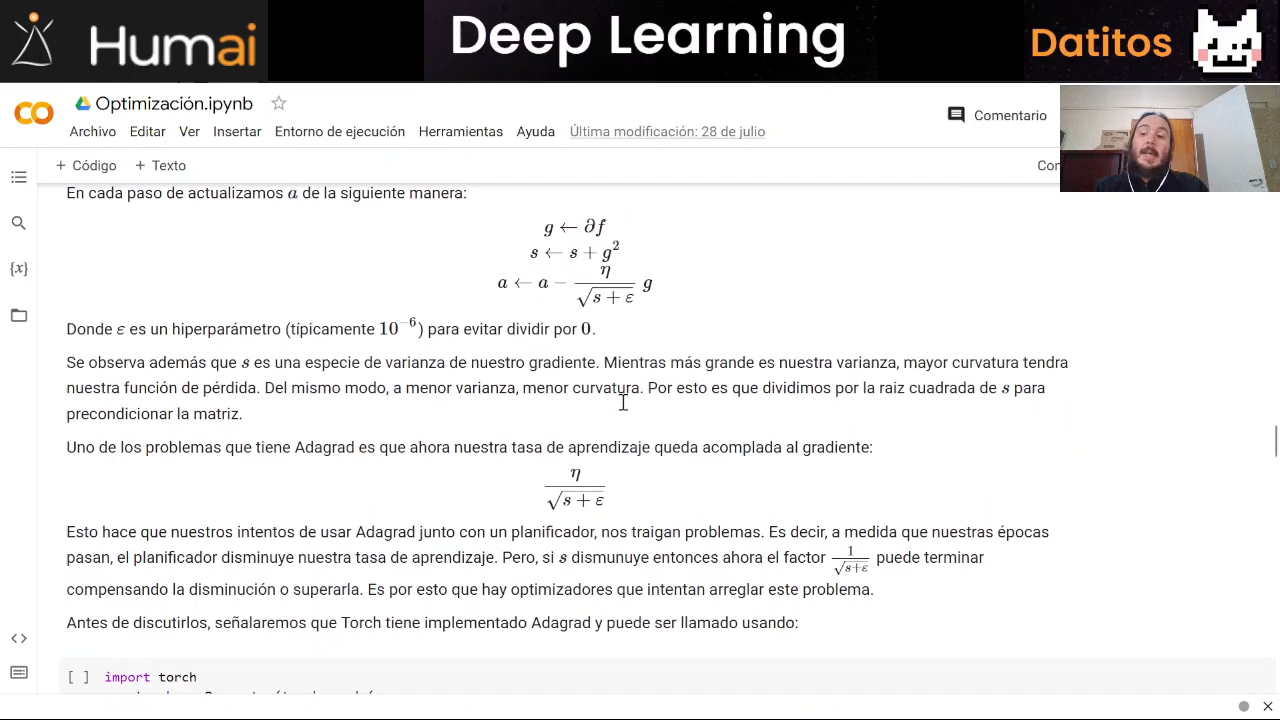 Humai
Deep Learning
Datitos
Optimización.ipynb
Archivo Editar Ver Insertar Entorno de ejecución Herramientas Ayuda Última modificación: 28 de julio
Comentario
+ Código + Texto
Con
En cada paso de actualizamos a de la siguiente manera:
g ← ∂f
s ← s + g²
a ← a − η / √(s + ε) g
Donde ε es un hiperparámetro (típicamente 10⁻⁶) para evitar dividir por 0.
Se observa además que s es una especie de varianza de nuestro gradiente. Mientras más grande es nuestra varianza, mayor curvatura tendra
nuestra función de pérdida. Del mismo modo, a menor varianza, menor curvatura. Por esto es que dividimos por la raiz cuadrada de s para
precondicionar la matriz.
Uno de los problemas que tiene Adagrad es que ahora nuestra tasa de aprendizaje queda acomplada al gradiente:
η / √(s + ε)
Esto hace que nuestros intentos de usar Adagrad junto con un planificador, nos traigan problemas. Es decir, a medida que nuestras épocas
pasan, el planificador disminuye nuestra tasa de aprendizaje. Pero, si s dismunuye entonces ahora el factor 1 / √(s+ε) puede terminar
compensando la disminución o superarla. Es por esto que hay optimizadores que intentan arreglar este problema.
Antes de discutirlos, señalaremos que Torch tiene implementado Adagrad y puede ser llamado usando:
[ ] import torch